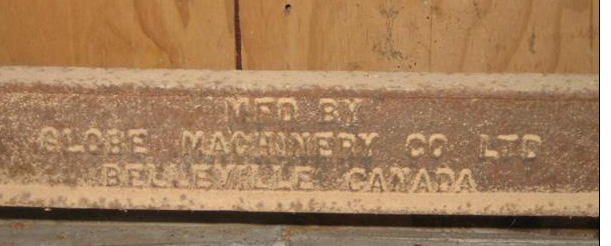 MFD BY
GLOBE MACHINERY CO LTD
BELLEVILLE CANADA